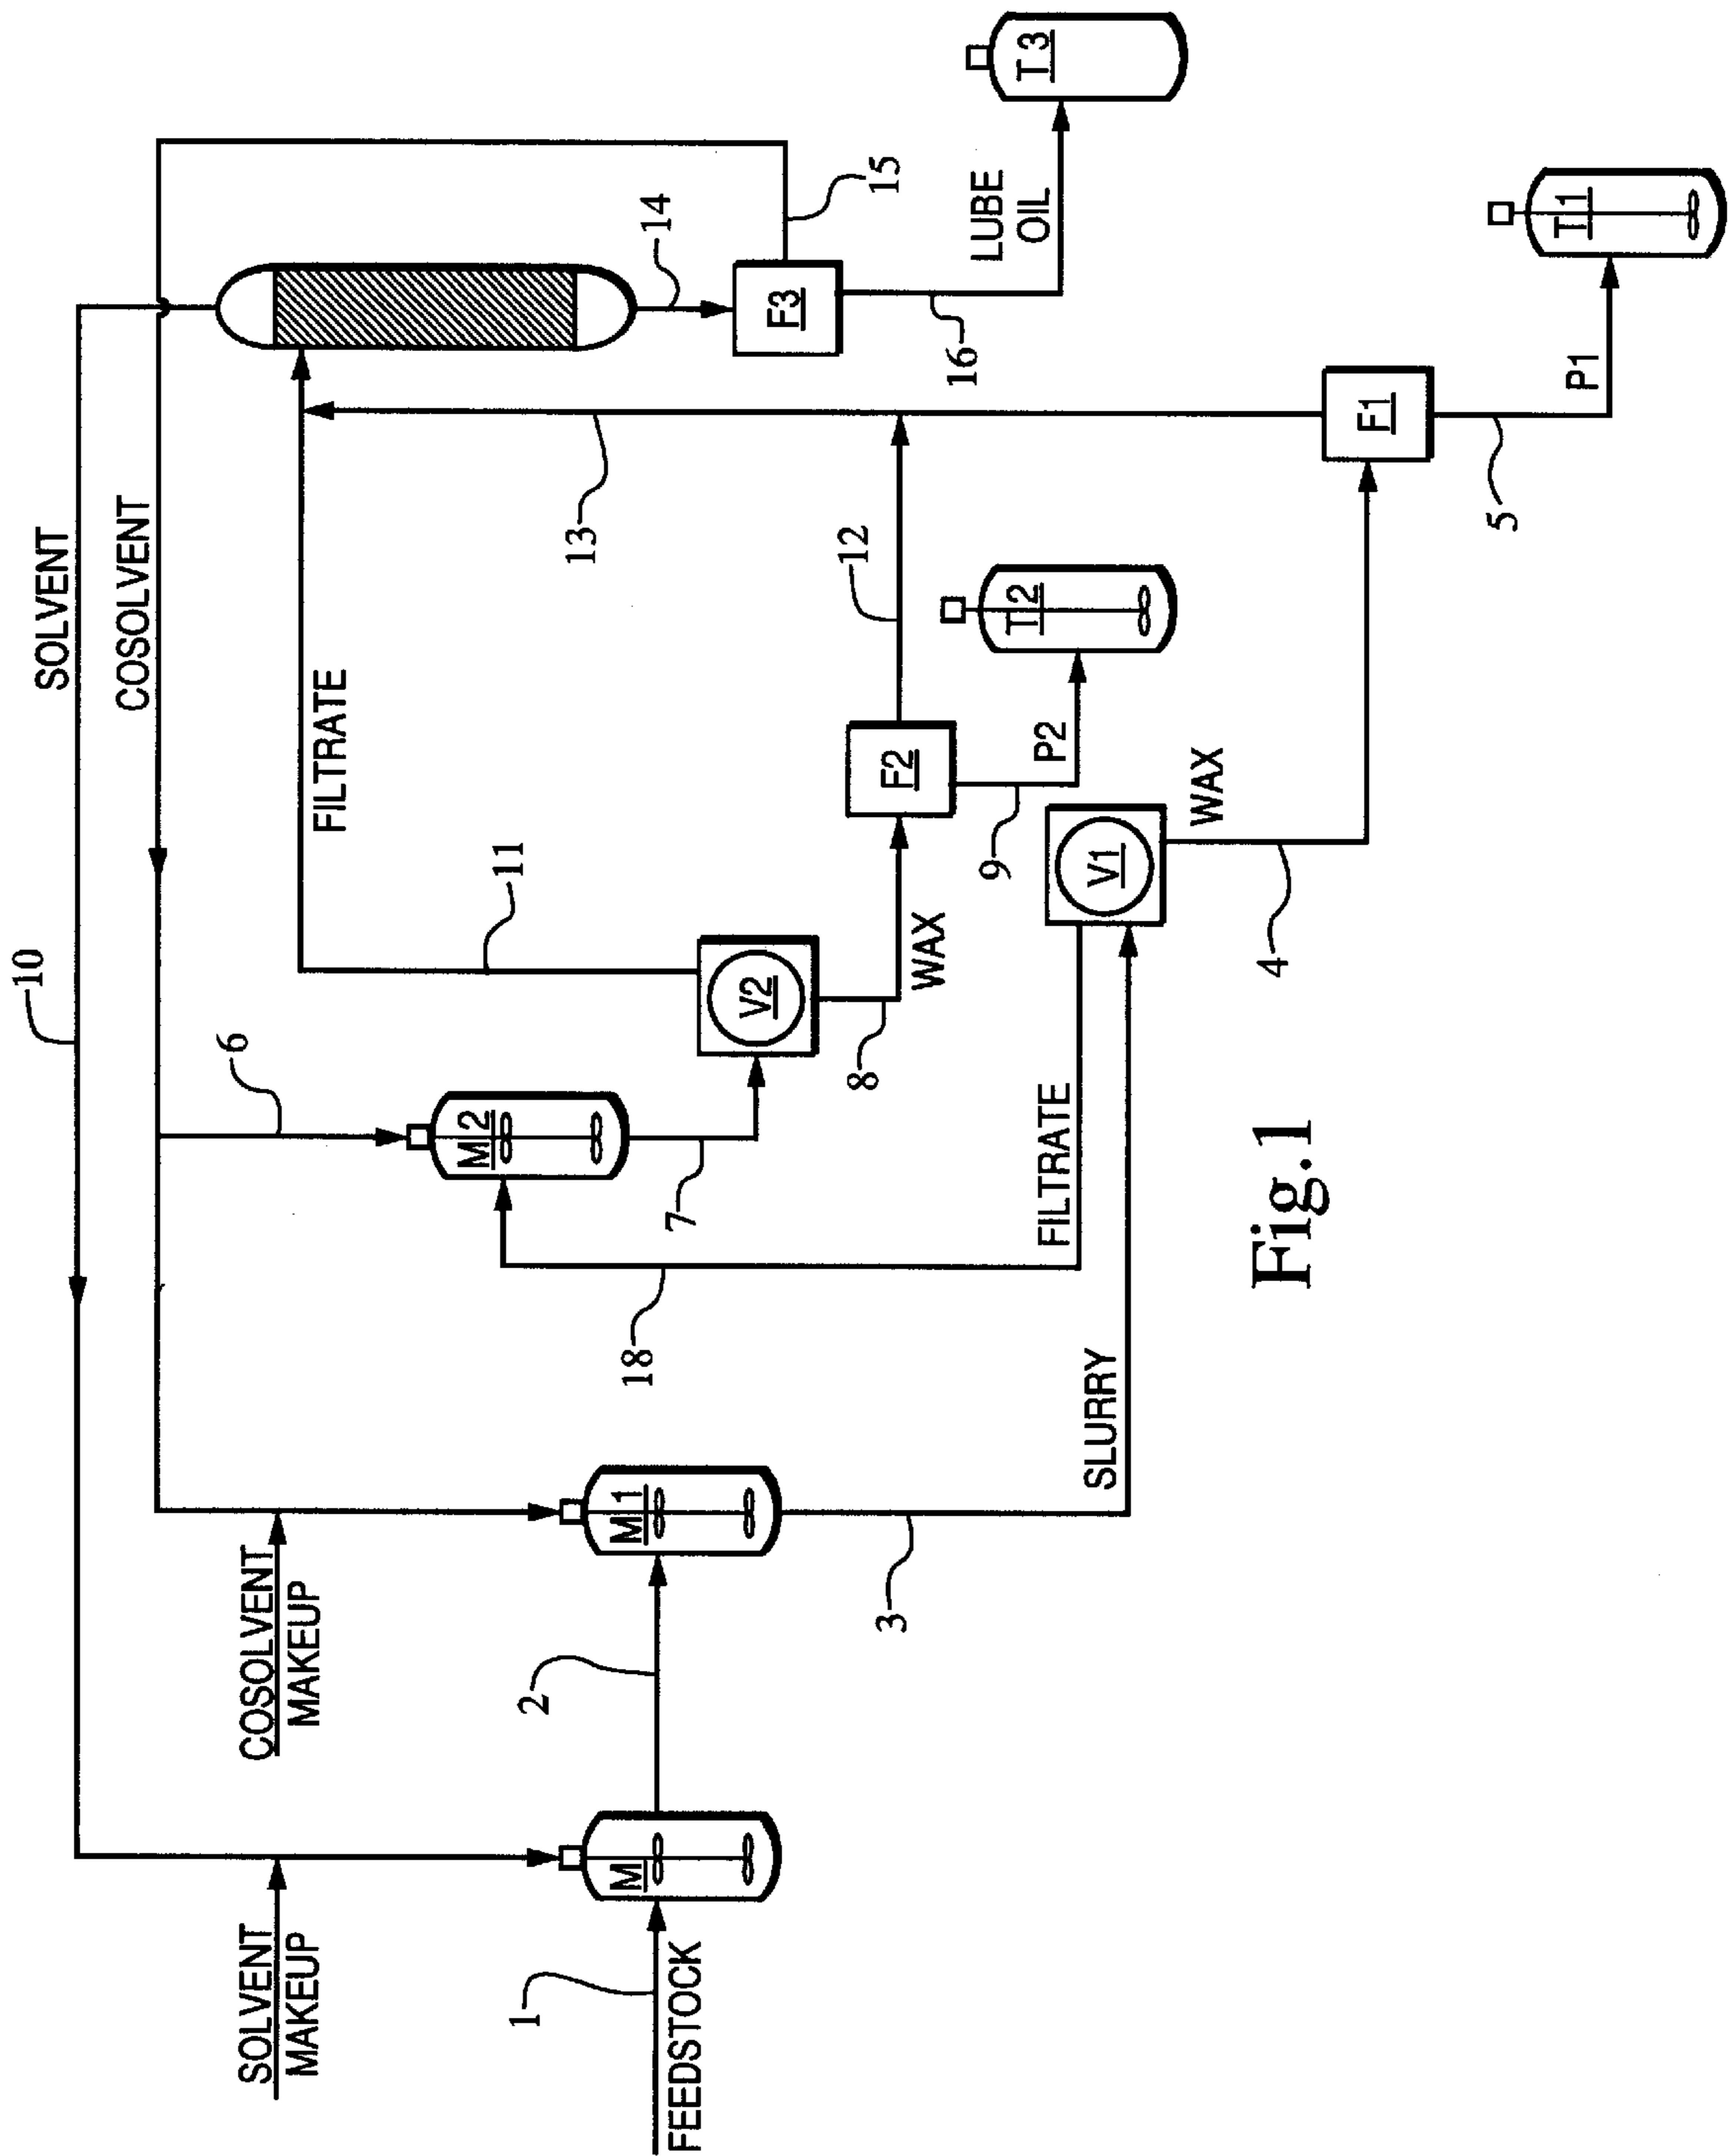 10
SOLVENT
COSOLVENT
SOLVENT
MAKEUP
COSOLVENT
MAKEUP
6
11
FILTRATE
15
14
1
FEEDSTOCK
M
2
M 1
M 2
18
7
V2
8
WAX
F2
12
13
F3
16
LUBE
OIL
T3
3
SLURRY
FILTRATE
V1
9
P2
T2
4
WAX
F1
5
P1
T1
Fig.1